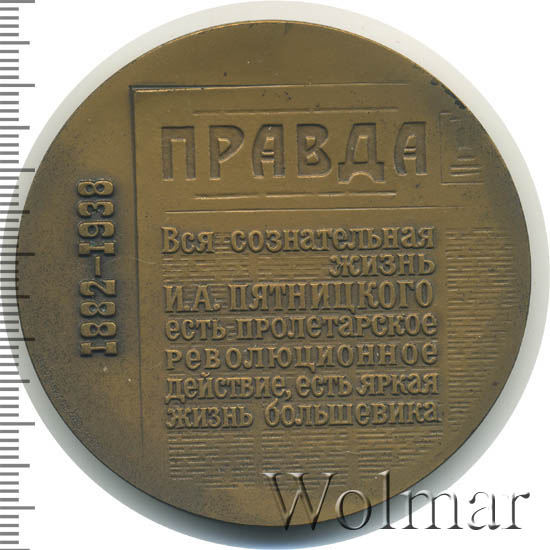 ПРАВДА
1882–1938
Вся сознательная
жизнь
И.А. ПЯТНИЦКОГО
есть пролетарское
революционное
действие, есть яркая
жизнь большевика
Wolmar